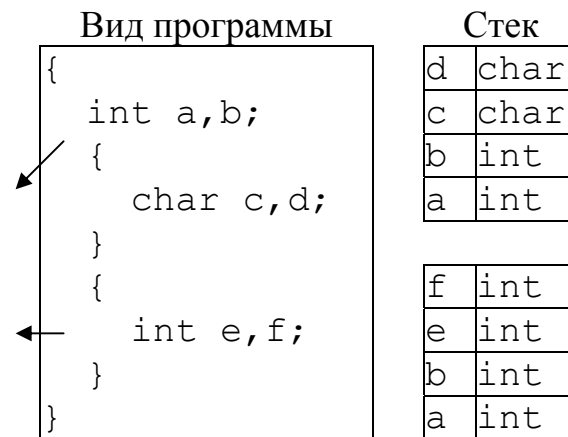 Вид программы
{
int a,b;
{
char c,d;
}
{
int e,f;
}
}
Стек
d char
c char
b int
a int
f int
e int
b int
a int